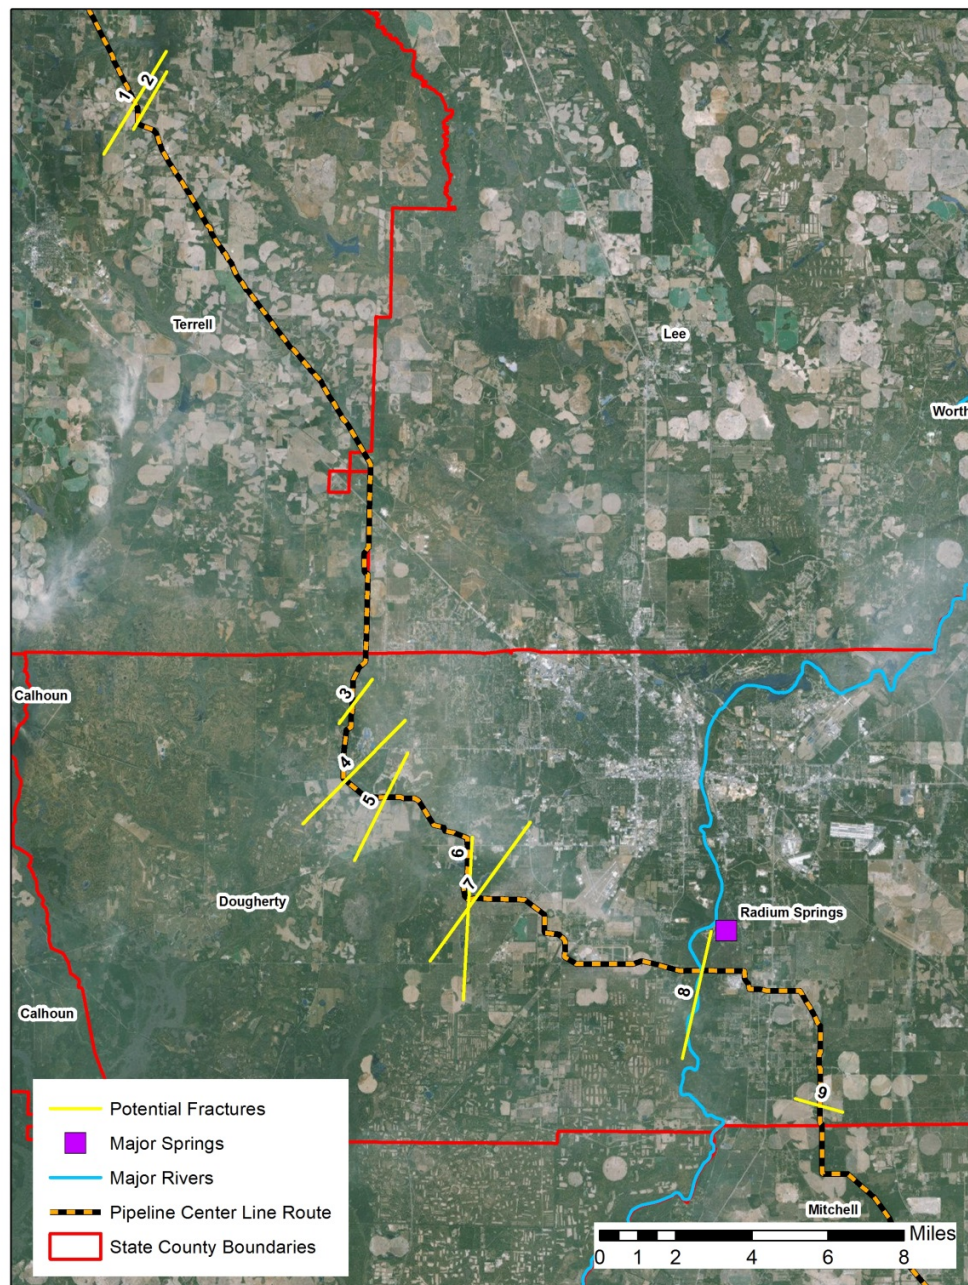 1
2
Terrell
Lee
Worth
Calhoun
3
4
5
6
7
Dougherty
Radium Springs
8
Calhoun
9
Mitchell
Potential Fractures
Major Springs
Major Rivers
Pipeline Center Line Route
State County Boundaries
Miles
0 1 2 4 6 8